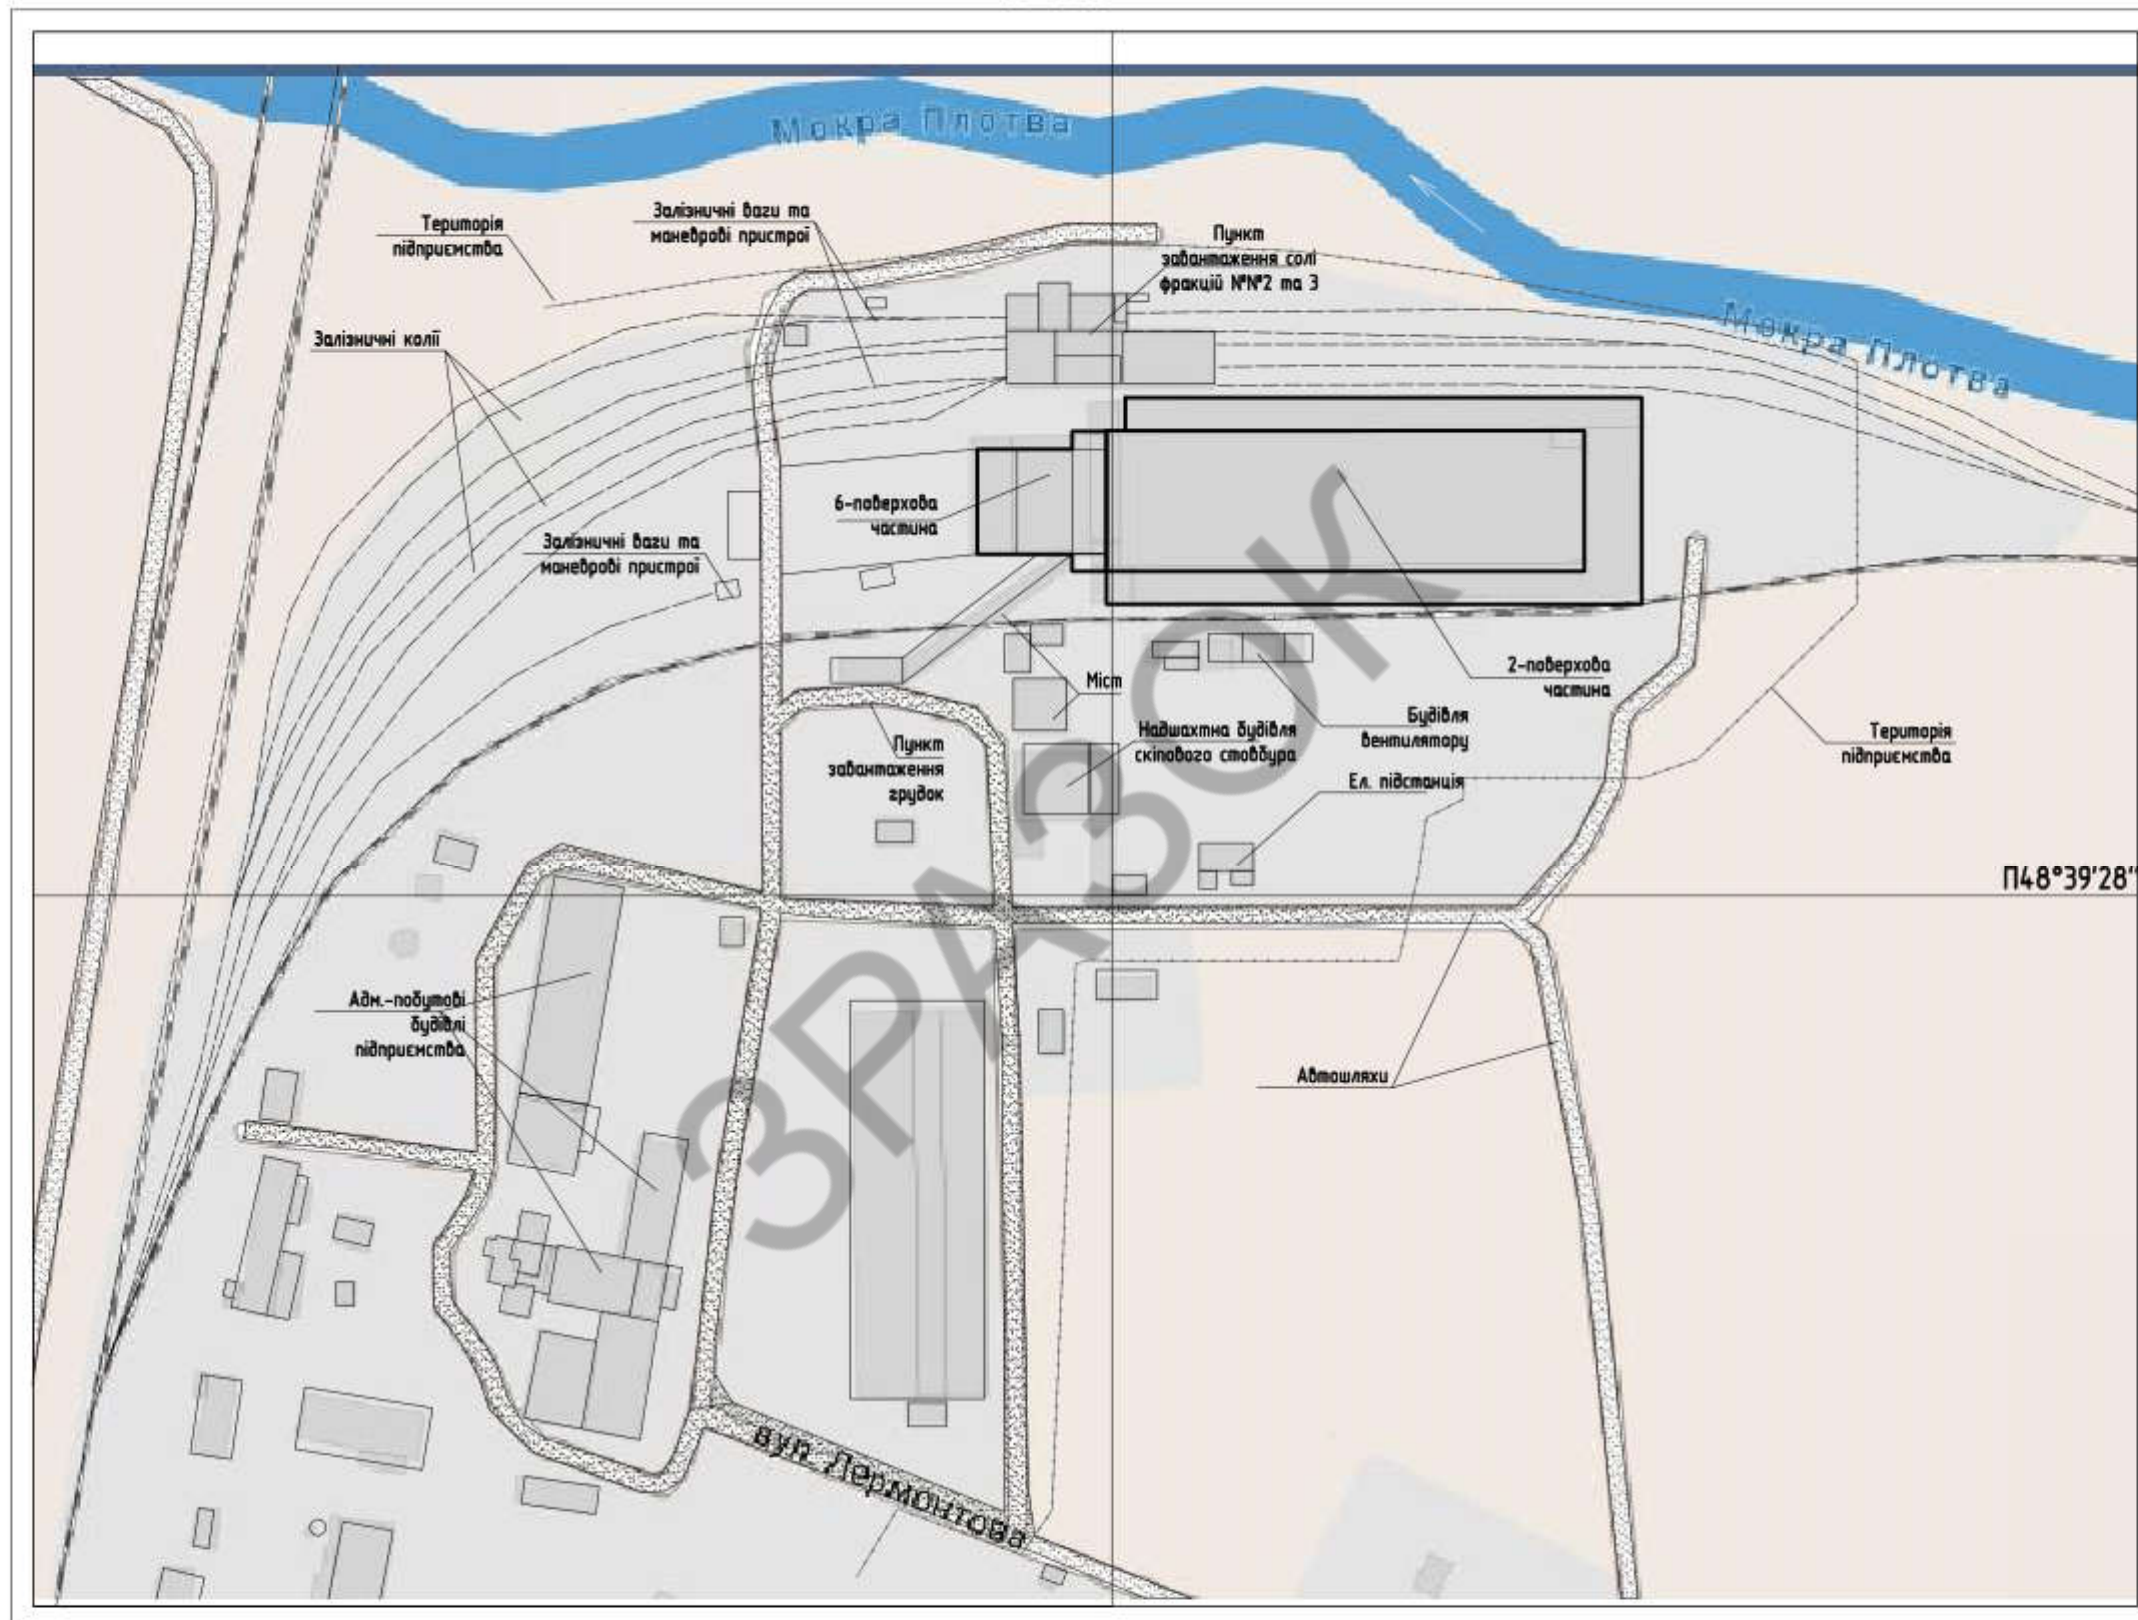 Мокра Плотва
Територія
підприємства
Залізничні ваги та
маневрові пристрої
Пункт
завантаження солі
фракцій №№2 та 3
Мокра Плотва
Залізничні колії
6-поверхова
частина
Залізничні ваги та
маневрові пристрої
2-поверхова
частина
Міст
Будівля
вентилятору
Надшахтна будівля
скіпового стовбура
Територія
підприємства
Пункт
завантаження
грудок
Ел. підстанція
П48°39'28"
Адм.-побутові
будівлі
підприємства
Автошляхи
вул. Лермонтова
ЗРАЗОК